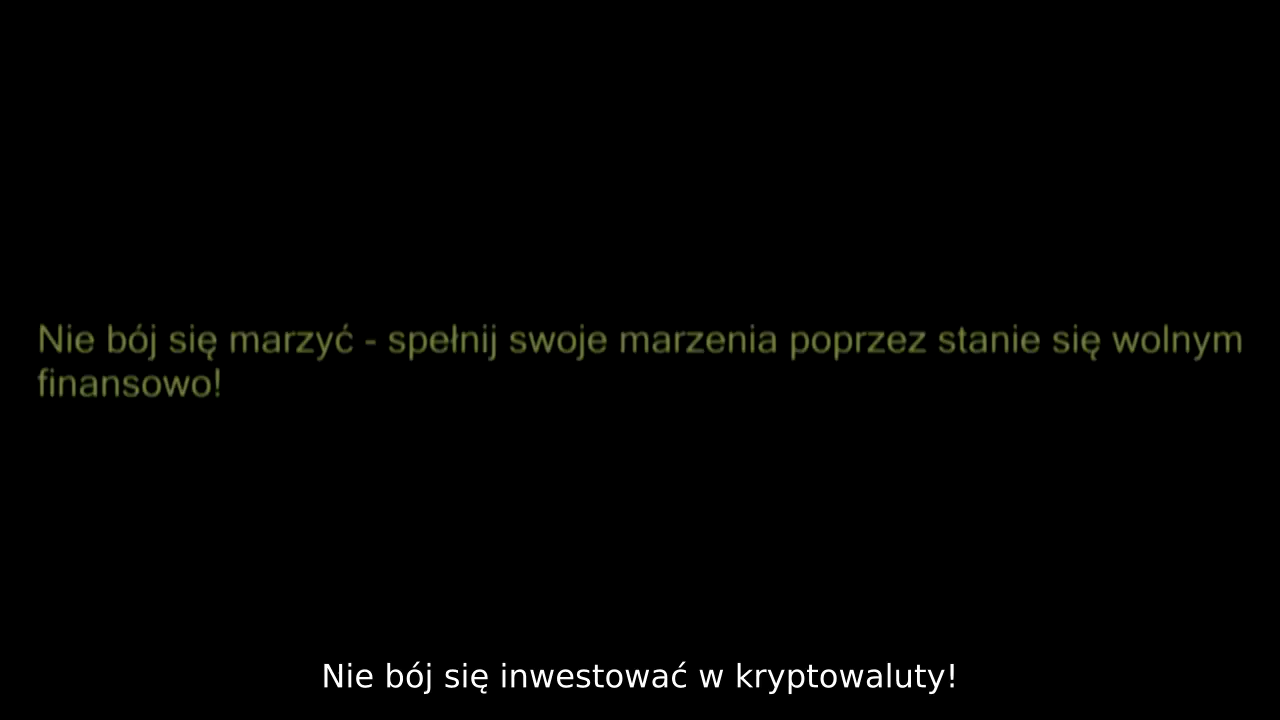 Nie bój się marzyć - spełnij swoje marzenia poprzez stanie się wolnym
finansowo!
Nie bój się inwestować w kryptowaluty!